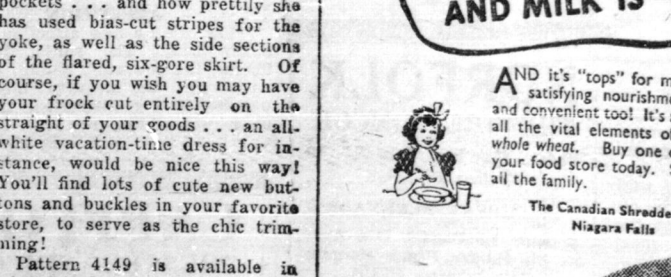 pockets . . . and how prettily she
has used bias-cut stripes for the
yoke, as well as the side sections
of the flared, six-gore skirt. Of
course, if you wish you may have
your frock cut entirely on the
straight of your goods . . . an all-
white vacation-time dress for in-
stance, would be nice this way!
You'll find lots of cute new but-
tons and buckles in your favorite
store, to serve as the chic trim-
ming!
Pattern 4149 is available in
AND MILK IS
AND it's "tops" for m
satisfying nourishm
and convenient too! It's
all the vital elements o
whole wheat. Buy one
your food store today.
all the family.
The Canadian Shredde
Niagara Falls